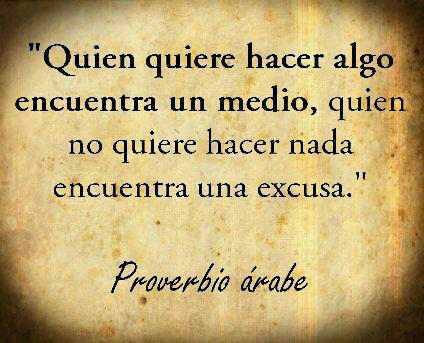 "Quien quiere hacer algo
encuentra un medio, quien
no quiere hacer nada
encuentra una excusa."
Proverbio árabe